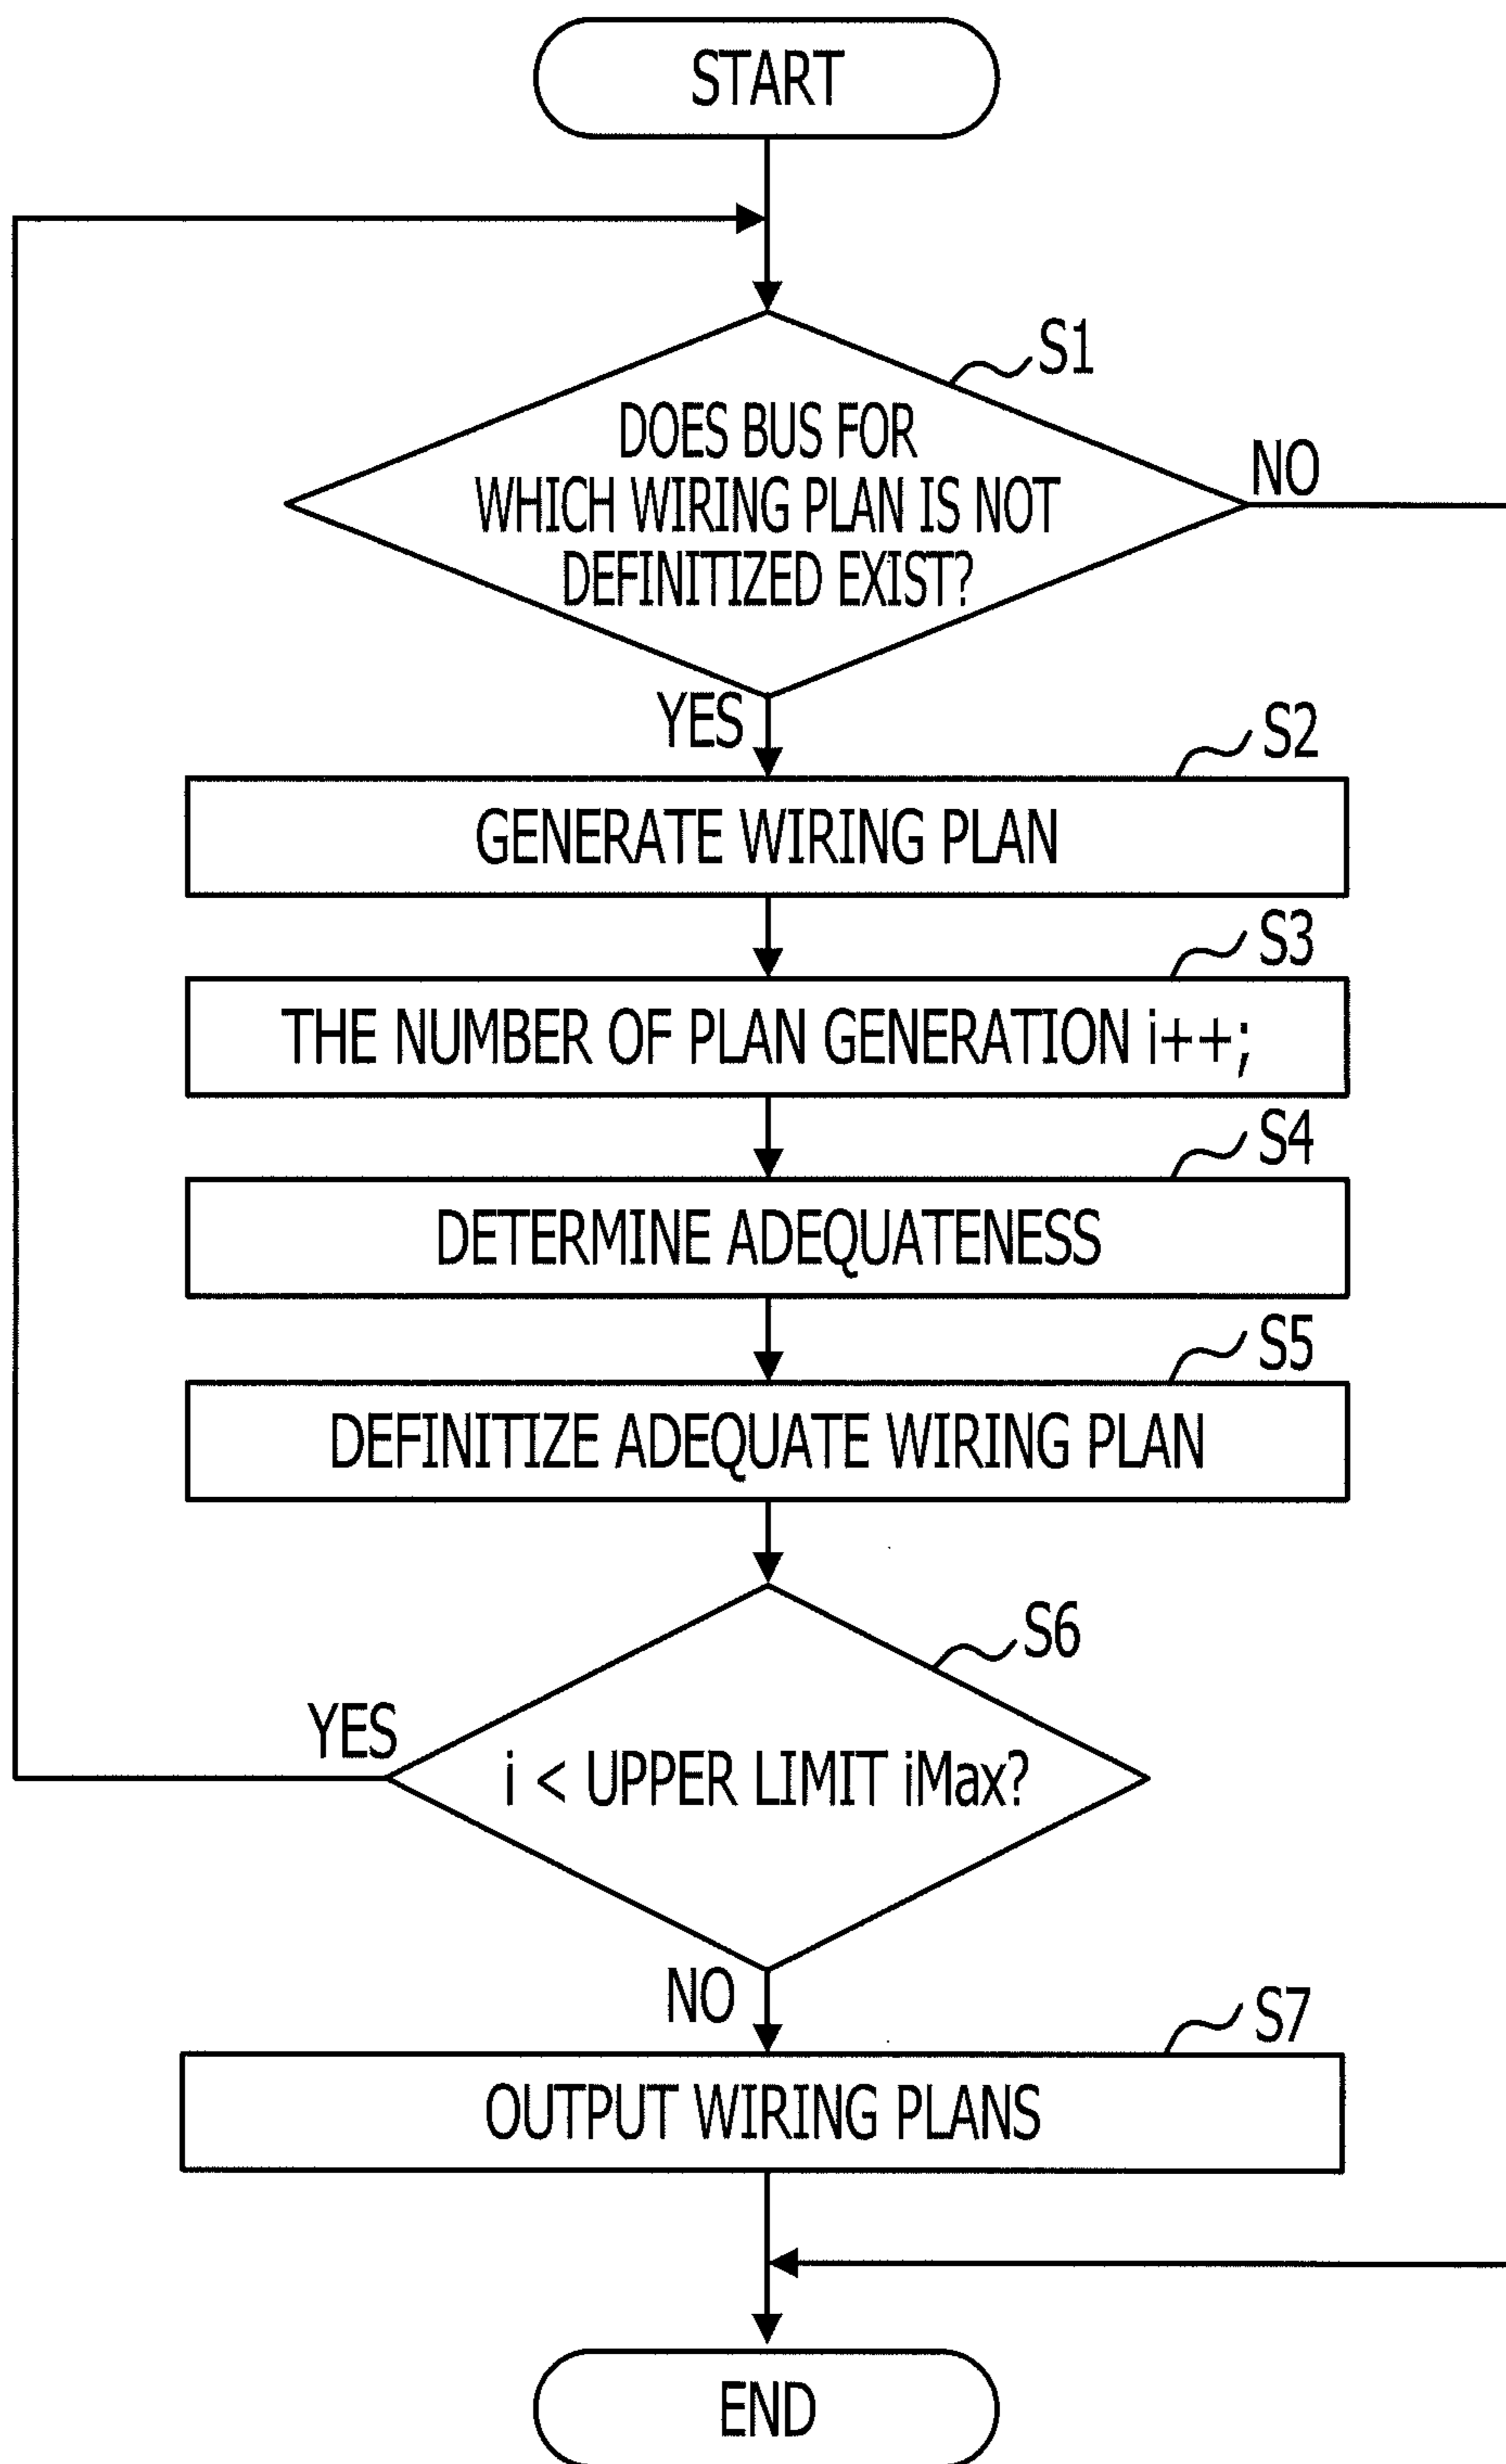 START
S1
DOES BUS FOR
WHICH WIRING PLAN IS NOT
DEFINITIZED EXIST?
NO
YES
S2
GENERATE WIRING PLAN
S3
THE NUMBER OF PLAN GENERATION i++;
S4
DETERMINE ADEQUATENESS
S5
DEFINITIZE ADEQUATE WIRING PLAN
S6
YES
i < UPPER LIMIT iMax?
NO
S7
OUTPUT WIRING PLANS
END